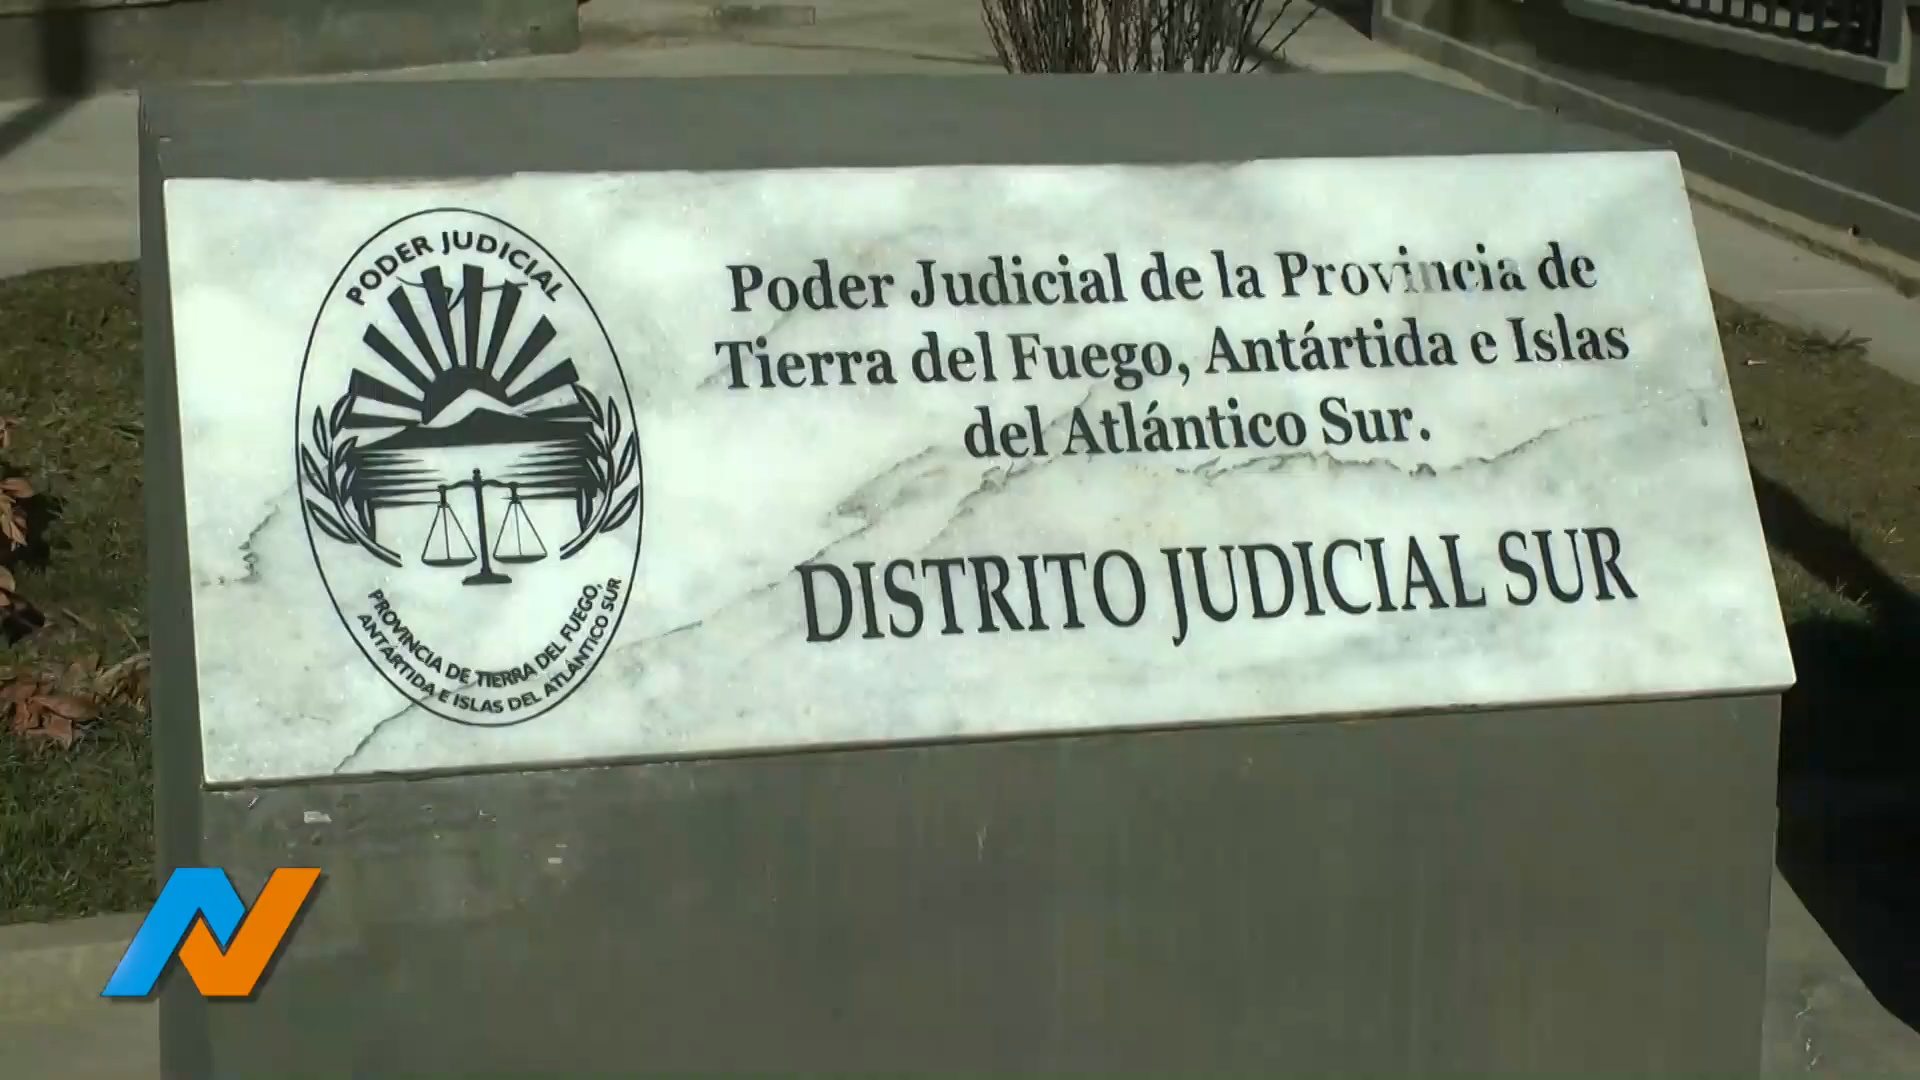 PODER JUDICIAL
PROVINCIA DE TIERRA DEL FUEGO,
ANTARTIDA E ISLAS DEL ATLÁNTICO SUR
Poder Judicial de la Provincia de
Tierra del Fuego, Antártida e Islas
del Atlántico Sur.
DISTRITO JUDICIAL SUR